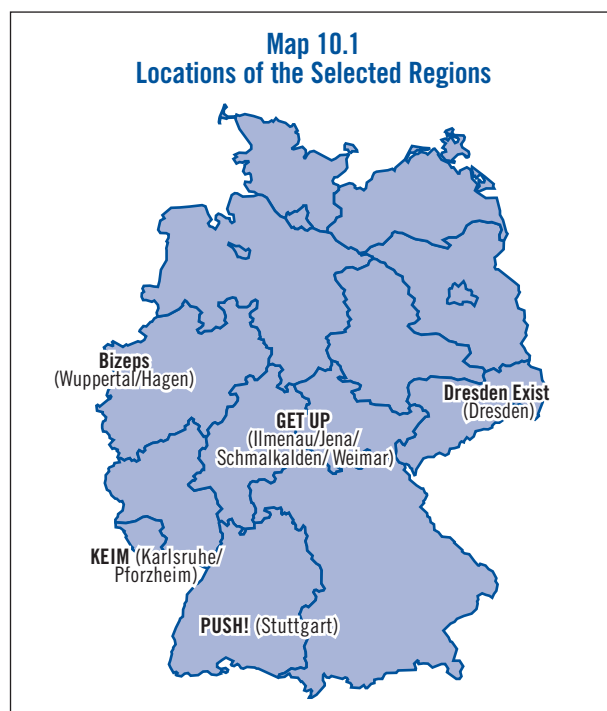 Map 10.1
Locations of the Selected Regions
Bizeps
(Wuppertal/Hagen)
Dresden Exist
(Dresden)
GET UP
(Ilmenau/Jena/
Schmalkalden/ Weimar)
KEIM (Karlsruhe/
Pforzheim)
PUSH! (Stuttgart)